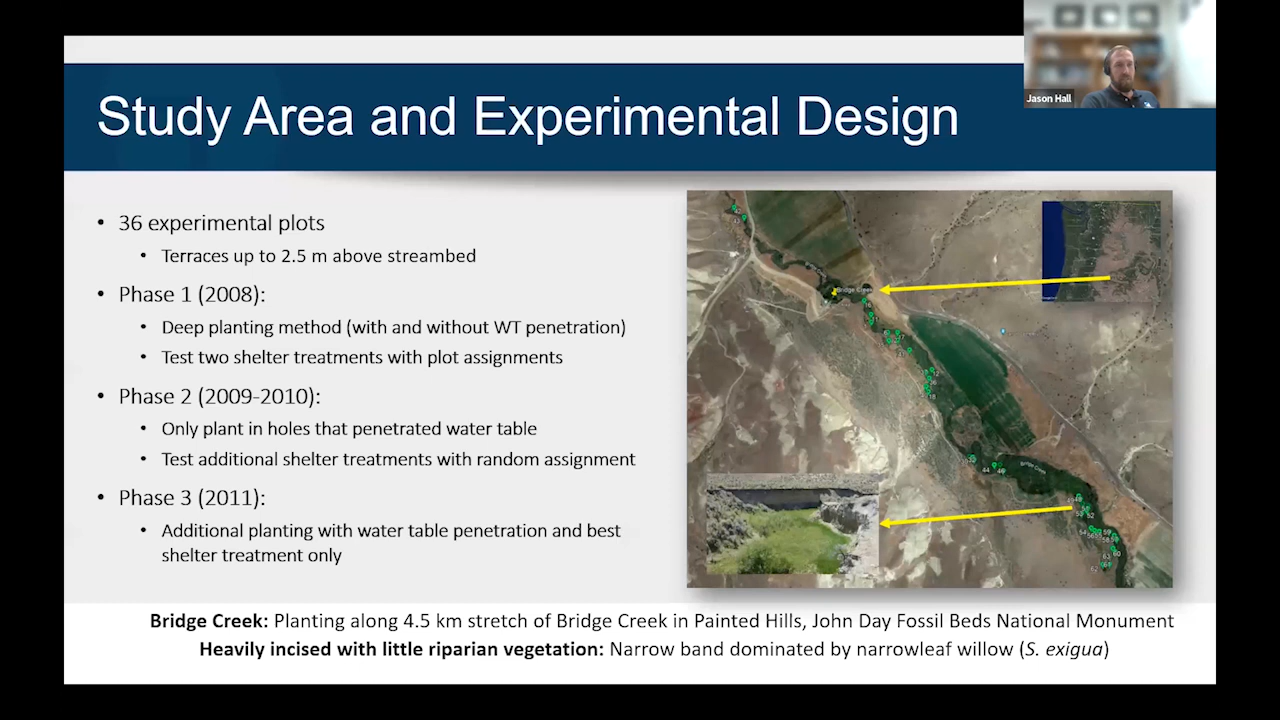 Jason Hall
Study Area and Experimental Design
• 36 experimental plots
• Terraces up to 2.5 m above streambed
• Phase 1 (2008):
• Deep planting method (with and without WT penetration)
• Test two shelter treatments with plot assignments
• Phase 2 (2009-2010):
• Only plant in holes that penetrated water table
• Test additional shelter treatments with random assignment
• Phase 3 (2011):
• Additional planting with water table penetration and best
shelter treatment only
Bridge Creek
Bridge Creek: Planting along 4.5 km stretch of Bridge Creek in Painted Hills, John Day Fossil Beds National Monument
Heavily incised with little riparian vegetation: Narrow band dominated by narrowleaf willow (S. exigua)